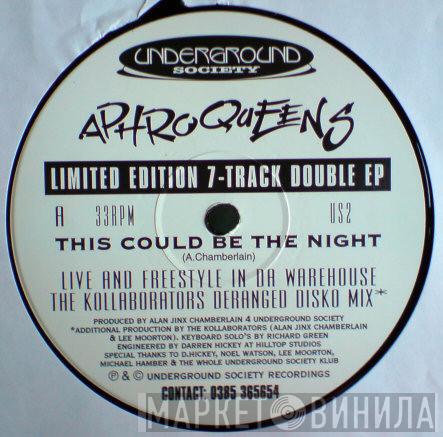 UNDERGROUND
SOCIETY
APHROQUEENS
LIMITED EDITION 7-TRACK DOUBLE EP
A 33RPM US2
THIS COULD BE THE NIGHT
(A.Chamberlain)
LIVE AND FREESTYLE IN DA WAREHOUSE
THE KOLLABORATORS DERANGED DISKO MIX*
PRODUCED BY ALAN JINX CHAMBERLAIN 4 UNDERGROUND SOCIETY
*ADDITIONAL PRODUCTION BY THE KOLLABORATORS (ALAN JINX CHAMBERLAIN
& LEE MOORTON). KEYBOARD SOLO'S BY RICHARD GREEN
ENGINEERED BY DARREN HICKEY AT HILLTOP STUDIOS
SPECIAL THANKS TO D.HICKEY, NOEL WATSON, LEE MOORTON,
MICHAEL HAMBER & THE WHOLE UNDERGROUND SOCIETY KLUB
℗ & © UNDERGROUND SOCIETY RECORDINGS
CONTACT: 0385 365654
МАРКЕТ ВИНИЛА